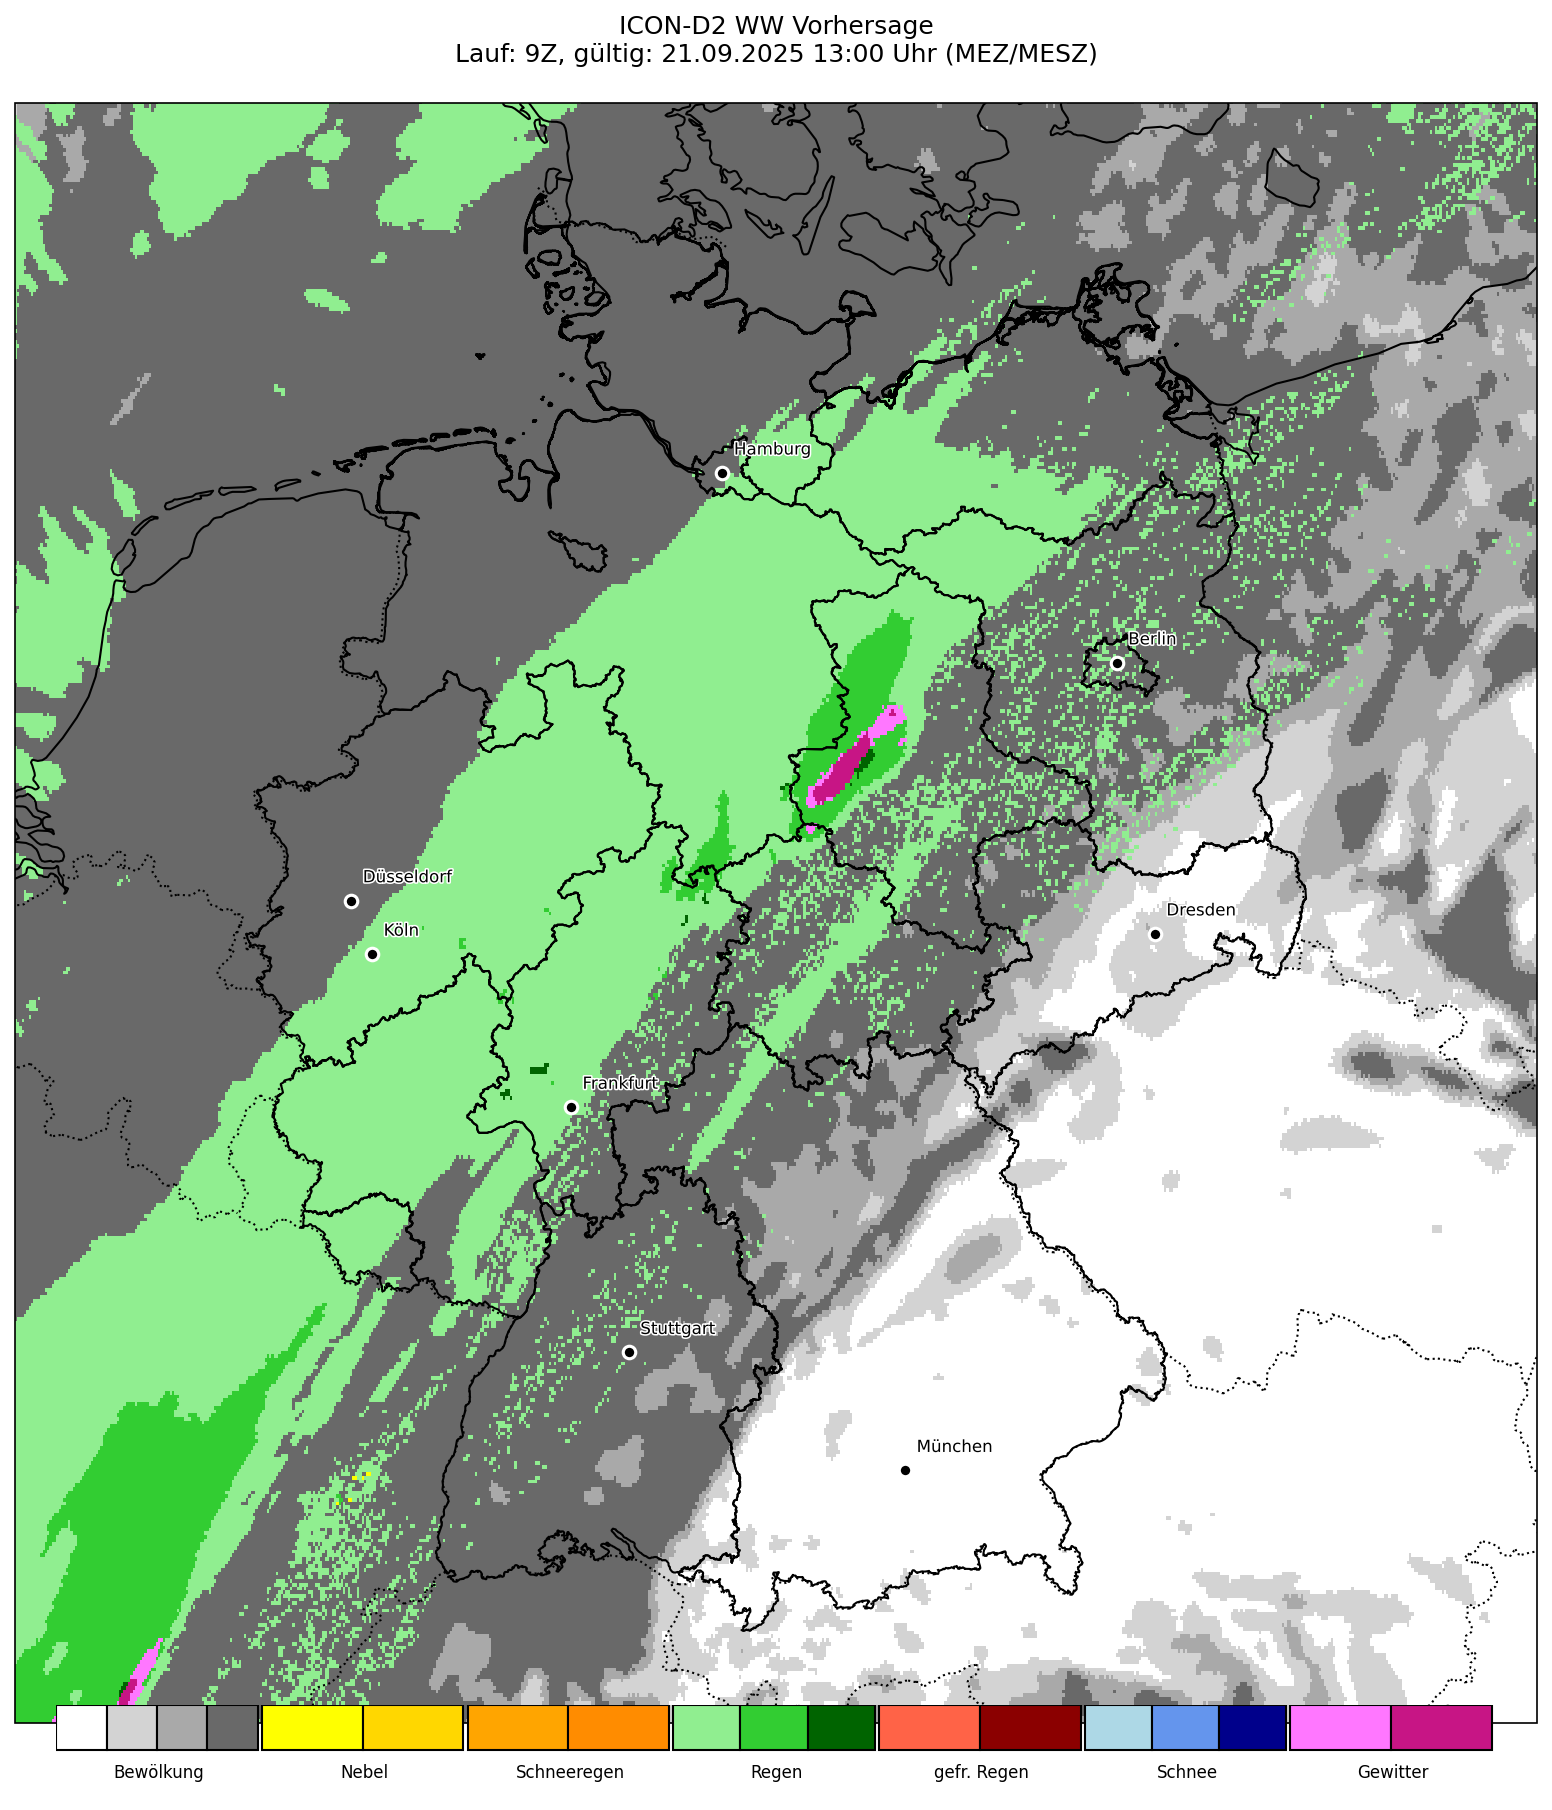 ICON-D2 WW Vorhersage
Lauf: 9Z, gültig: 21.09.2025 13:00 Uhr (MEZ/MESZ)
Hamburg
Berlin
Düsseldorf
Köln
Dresden
Frankfurt
Stuttgart
München
Bewölkung
Nebel
Schneeregen
Regen
gefr. Regen
Schnee
Gewitter